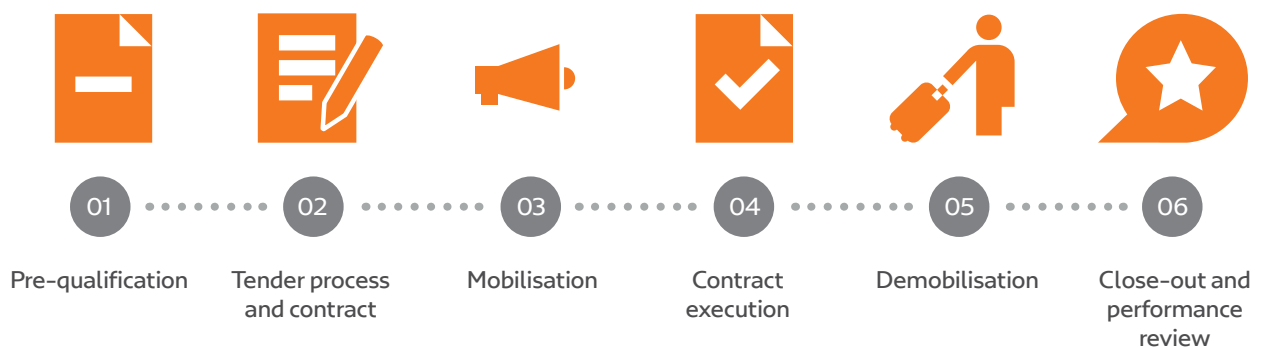 01
02
03
04
05
06
Pre-qualification
Tender process
and contract
Mobilisation
Contract
execution
Demobilisation
Close-out and
performance
review